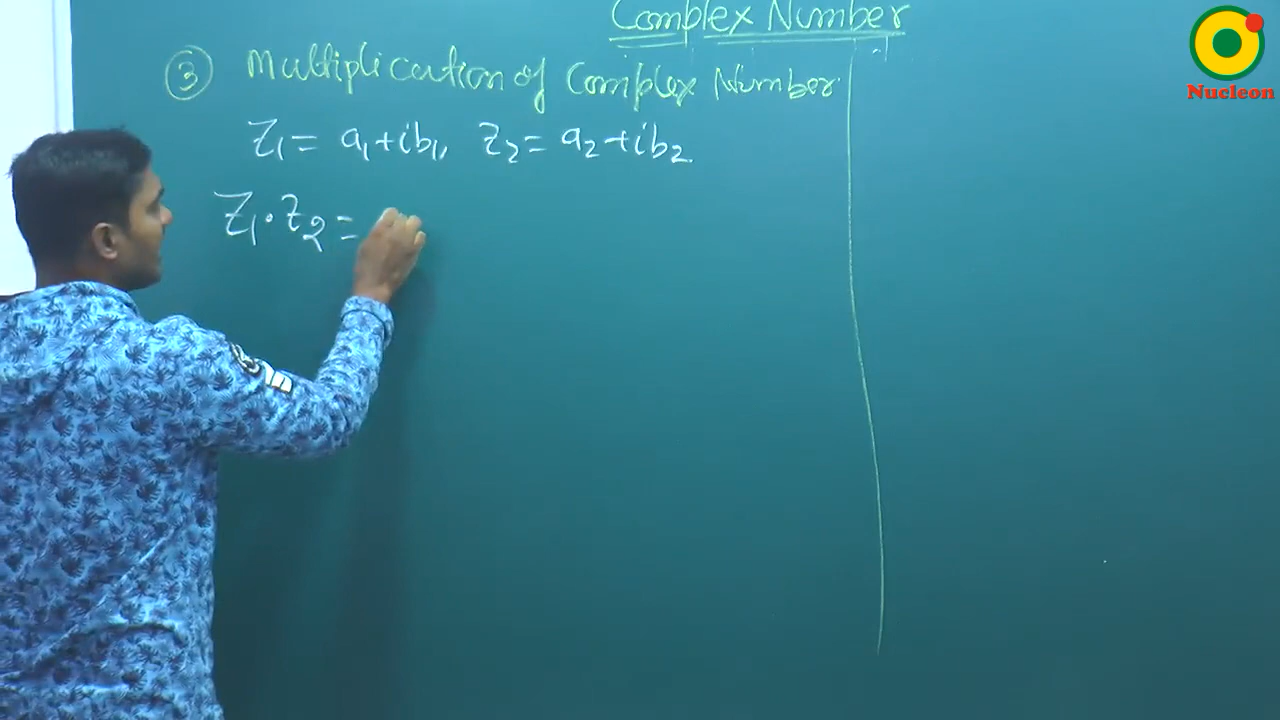 Complex Number
Nucleon
③ Multiplication of Complex Number
Z₁ = a₁+ib₁, Z₂ = a₂+ib₂
Z₁·Z₂ =